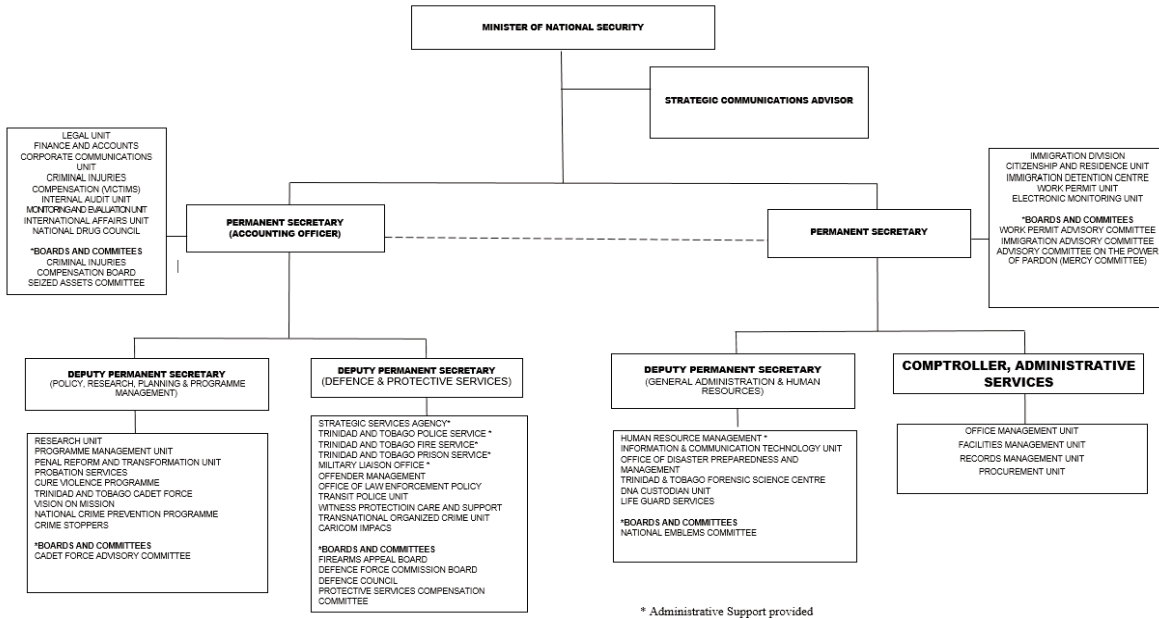 MINISTER OF NATIONAL SECURITY
STRATEGIC COMMUNICATIONS ADVISOR
LEGAL UNIT
FINANCE AND ACCOUNTS
CORPORATE COMMUNICATIONS
UNIT
CRIMINAL INJURIES
COMPENSATION (VICTIMS)
INTERNAL AUDIT UNIT
MONITORING AND EVALUATION UNIT
INTERNATIONAL AFFAIRS UNIT
NATIONAL DRUG COUNCIL
*BOARDS AND COMMITEES
CRIMINAL INJURIES
COMPENSATION BOARD
SEIZED ASSETS COMMITTEE
PERMANENT SECRETARY
(ACCOUNTING OFFICER)
PERMANENT SECRETARY
IMMIGRATION DIVISION
CITIZENSHIP AND RESIDENCE UNIT
IMMIGRATION DETENTION CENTRE
WORK PERMIT UNIT
ELECTRONIC MONITORING UNIT
*BOARDS AND COMMITEES
WORK PERMIT ADVISORY COMMITTEE
IMMIGRATION ADVISORY COMMITTEE
ADVISORY COMMITTEE ON THE POWER
OF PARDON (MERCY COMMITTEE)
DEPUTY PERMANENT SECRETARY
(POLICY, RESEARCH, PLANNING & PROGRAMME
MANAGEMENT)
RESEARCH UNIT
PROGRAMME MANAGEMENT UNIT
PENAL REFORM AND TRANSFORMATION UNIT
PROBATION SERVICES
CURE VIOLENCE PROGRAMME
TRINIDAD AND TOBAGO CADET FORCE
VISION ON MISSION
NATIONAL CRIME PREVENTION PROGRAMME
CRIME STOPPERS
*BOARDS AND COMMITTEES
CADET FORCE ADVISORY COMMITTEE
DEPUTY PERMANENT SECRETARY
(DEFENCE & PROTECTIVE SERVICES)
STRATEGIC SERVICES AGENCY*
TRINIDAD AND TOBAGO POLICE SERVICE *
TRINIDAD AND TOBAGO FIRE SERVICE*
TRINIDAD AND TOBAGO PRISON SERVICE*
MILITARY LIAISON OFFICE *
OFFENDER MANAGEMENT
OFFICE OF LAW ENFORCEMENT POLICY
TRANSIT POLICE UNIT
WITNESS PROTECTIOIN CARE AND SUPPORT
TRANSNATIONAL ORGANIZED CRIME UNIT
CARICOM IMPACS
*BOARDS AND COMMITTEES
FIREARMS APPEAL BOARD
DEFENCE FORCE COMMISSION BOARD
DEFENCE COUNCIL
PROTECTIVE SERVICES COMPENSATION
COMMITTEE
DEPUTY PERMANENT SECRETARY
(GENERAL ADMINISTRATION & HUMAN
RESOURCES)
HUMAN RESOURCE MANAGEMENT *
INFORMATION & COMMUNICATION TECHNOLOGY UNIT
OFFICE OF DISASTER PREPAREDNESS AND
MANAGEMENT
TRINIDAD & TOBAGO FORENSIC SCIENCE CENTRE
DNA CUSTODIAN UNIT
LIFE GUARD SERVICES
*BOARDS AND COMMITTEES
NATIONAL EMBLEMS COMMITTEE
COMPTROLLER, ADMINISTRATIVE
SERVICES
OFFICE MANAGEMENT UNIT
FACILITIES MANAGEMENT UNIT
RECORDS MANAGEMENT UNIT
PROCUREMENT UNIT
* Administrative Support provided